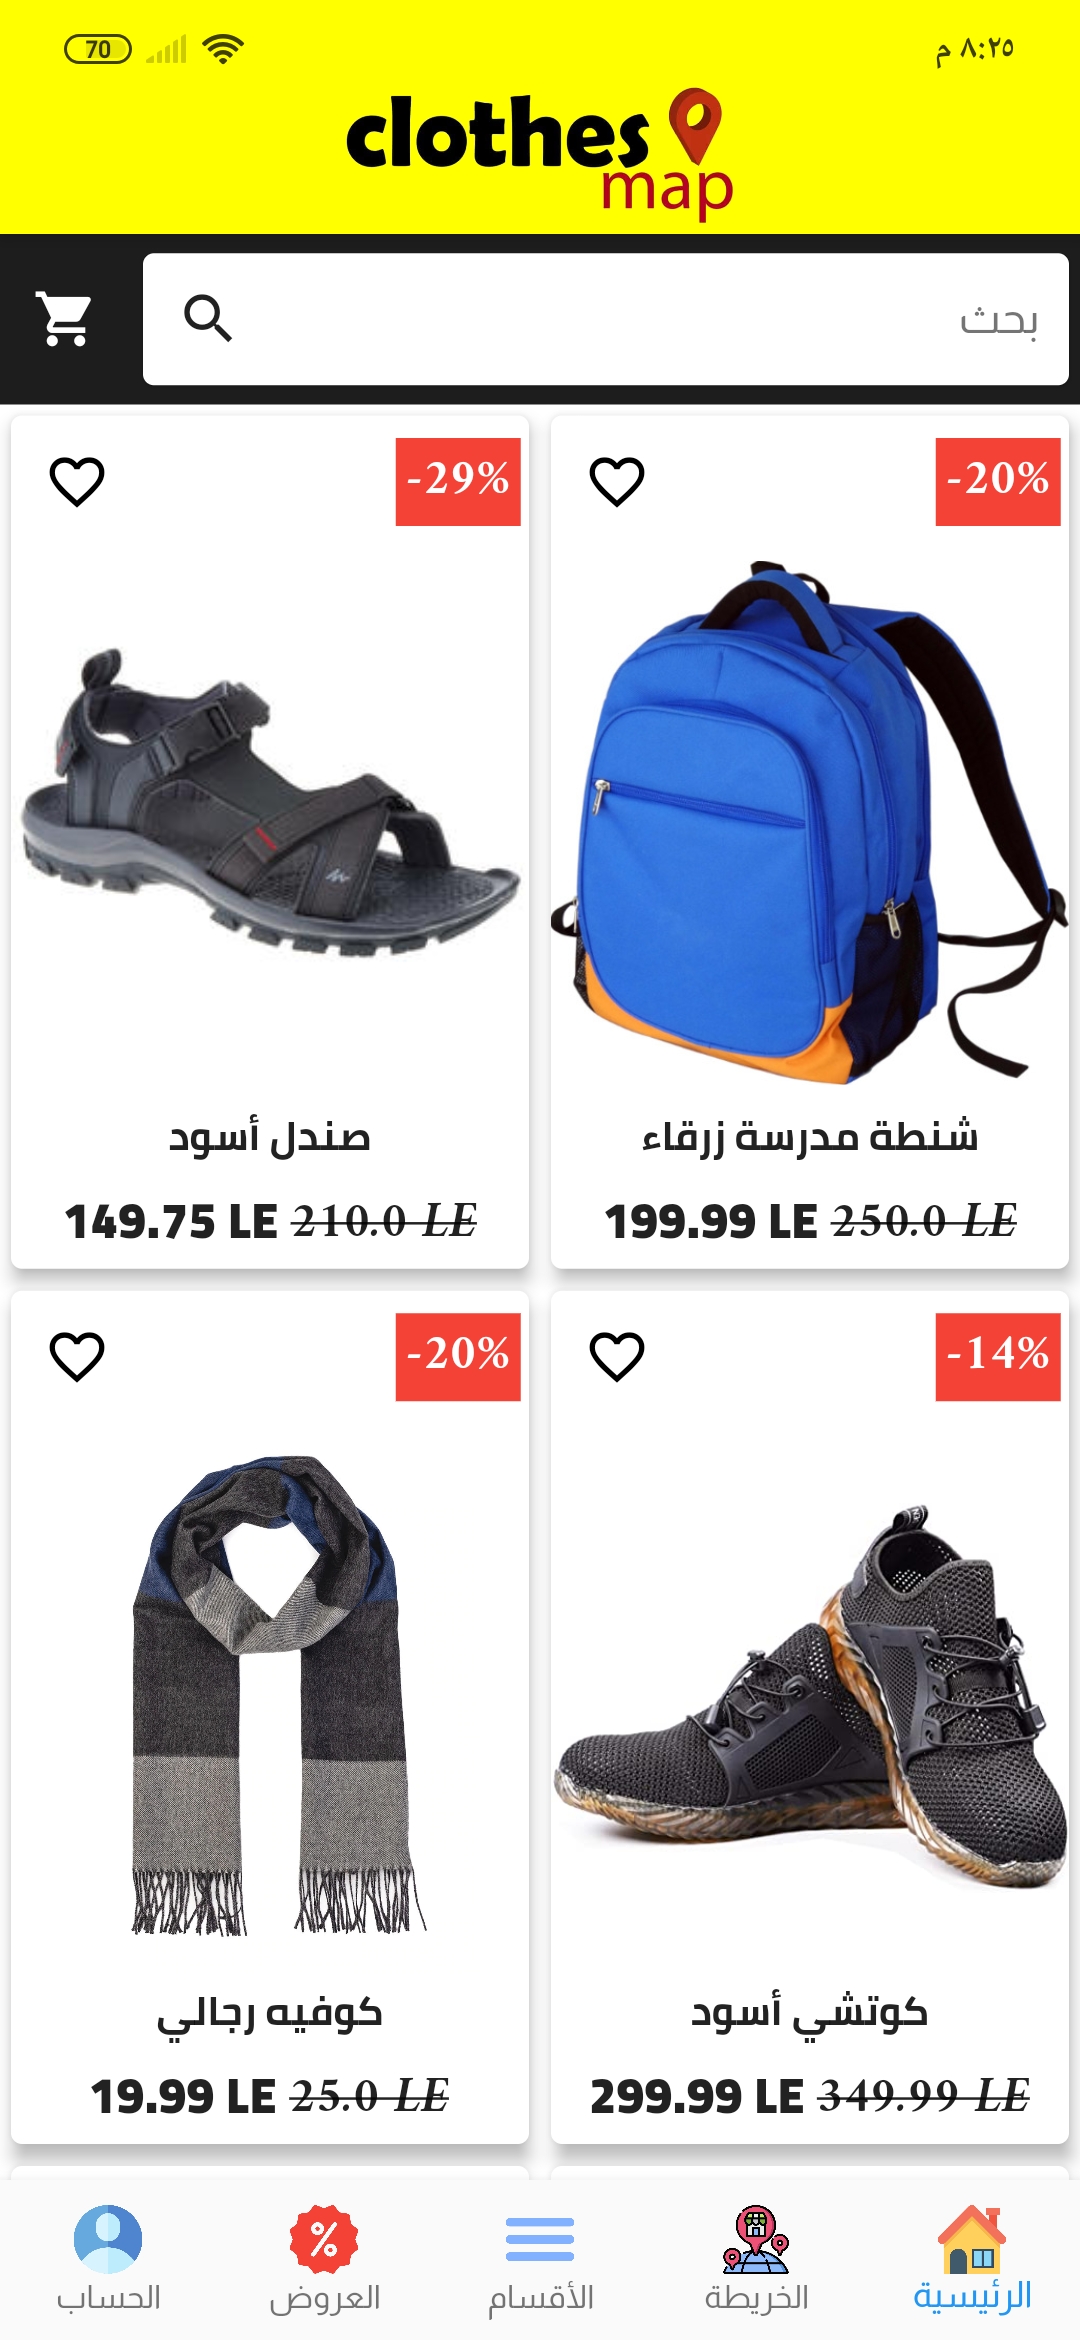 ٨:٢٥ م
70
clothes
map
بحث
-20%
شنطة مدرسة زرقاء
199.99 LE 250.0 LE
-29%
صندل أسود
149.75 LE 210.0 LE
-14%
كوتشي أسود
299.99 LE 349.99 LE
-20%
كوفيه رجالي
19.99 LE 25.0 LE
الرئيسية
الخريطة
الأقسام
العروض
الحساب